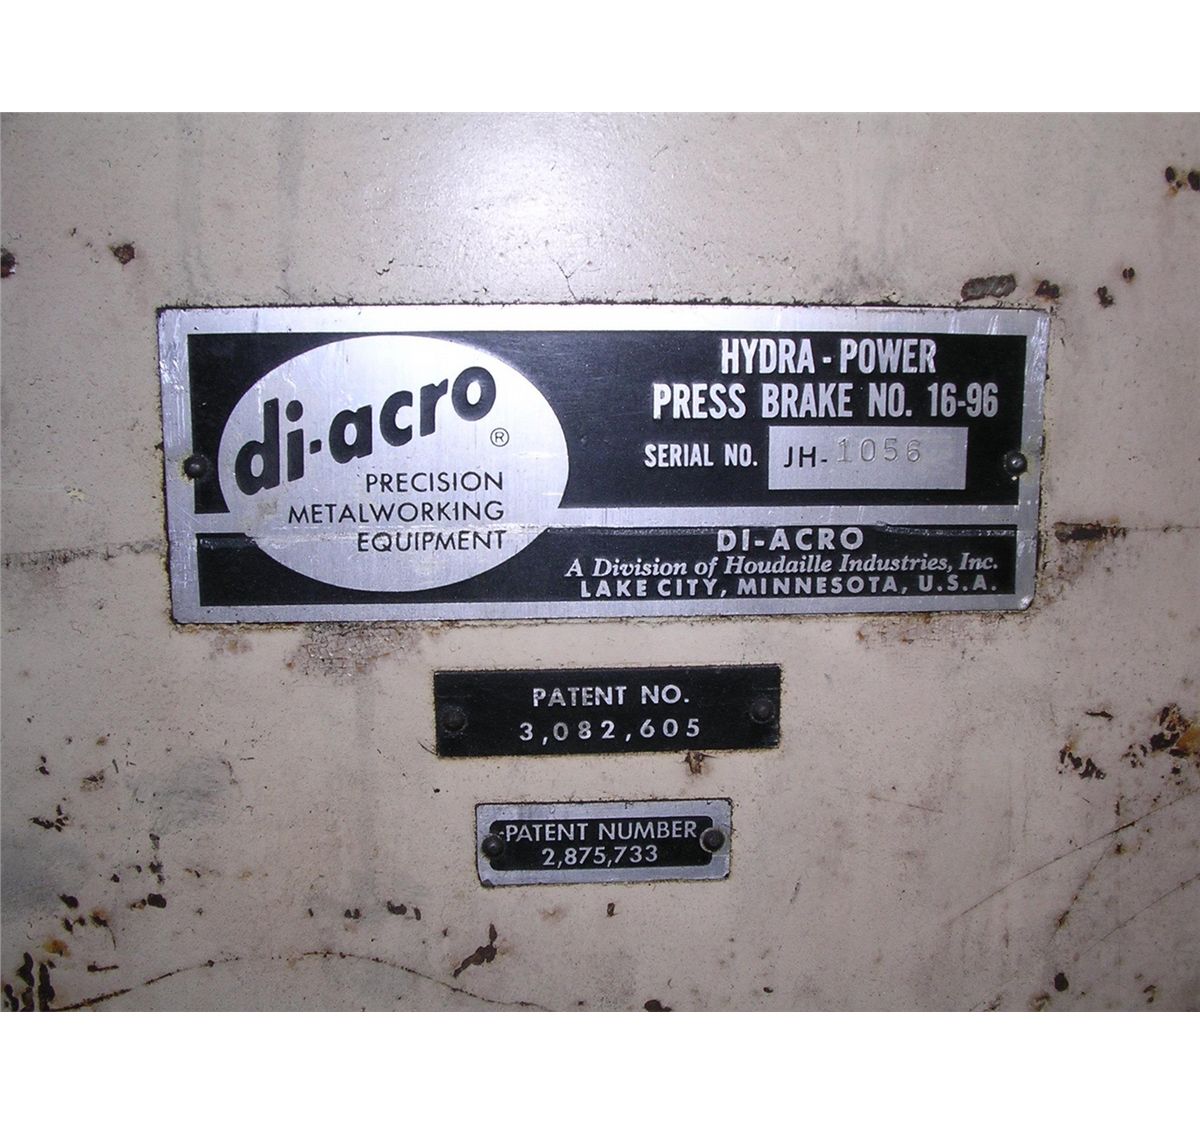 di-acro ®
PRECISION
METALWORKING
EQUIPMENT
HYDRA - POWER
PRESS BRAKE NO. 16-96
SERIAL NO. JH-1056
DI-ACRO
A Division of Houdaille Industries, Inc.
LAKE CITY, MINNESOTA, U.S.A.
PATENT NO.
3,082,605
PATENT NUMBER
2,875,733